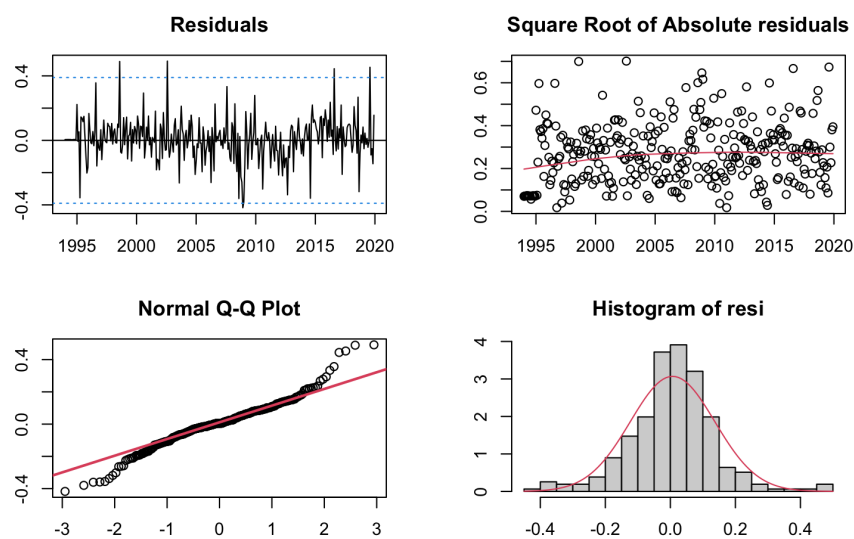 Residuals
0.4
0.0
-0.4
1995 2000 2005 2010 2015 2020
Square Root of Absolute residuals
0.6
0.4
0.2
0.0
1995 2000 2005 2010 2015 2020
Normal Q-Q Plot
0.4
0.0
-0.4
-3 -2 -1 0 1 2 3
Histogram of resi
4
3
2
1
0
-0.4 -0.2 0.0 0.2 0.4